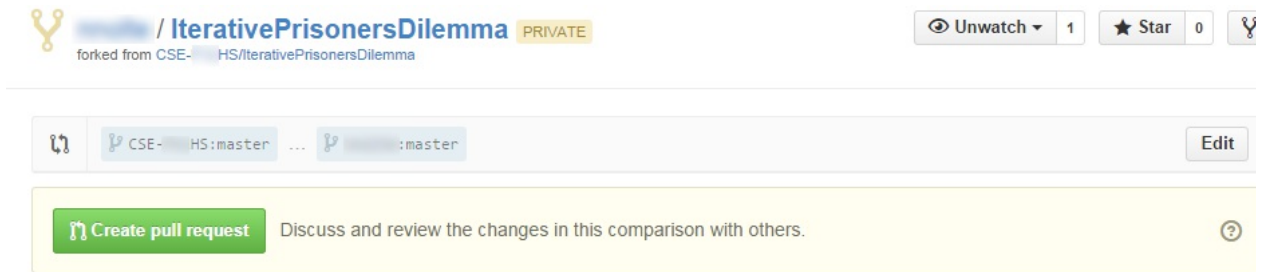 / IterativePrisonersDilemma PRIVATE Unwatch 1 Star 0
forked from CSE- HS/IterativePrisonersDilemma
CSE- HS:master ... :master Edit
Create pull request Discuss and review the changes in this comparison with others. ?